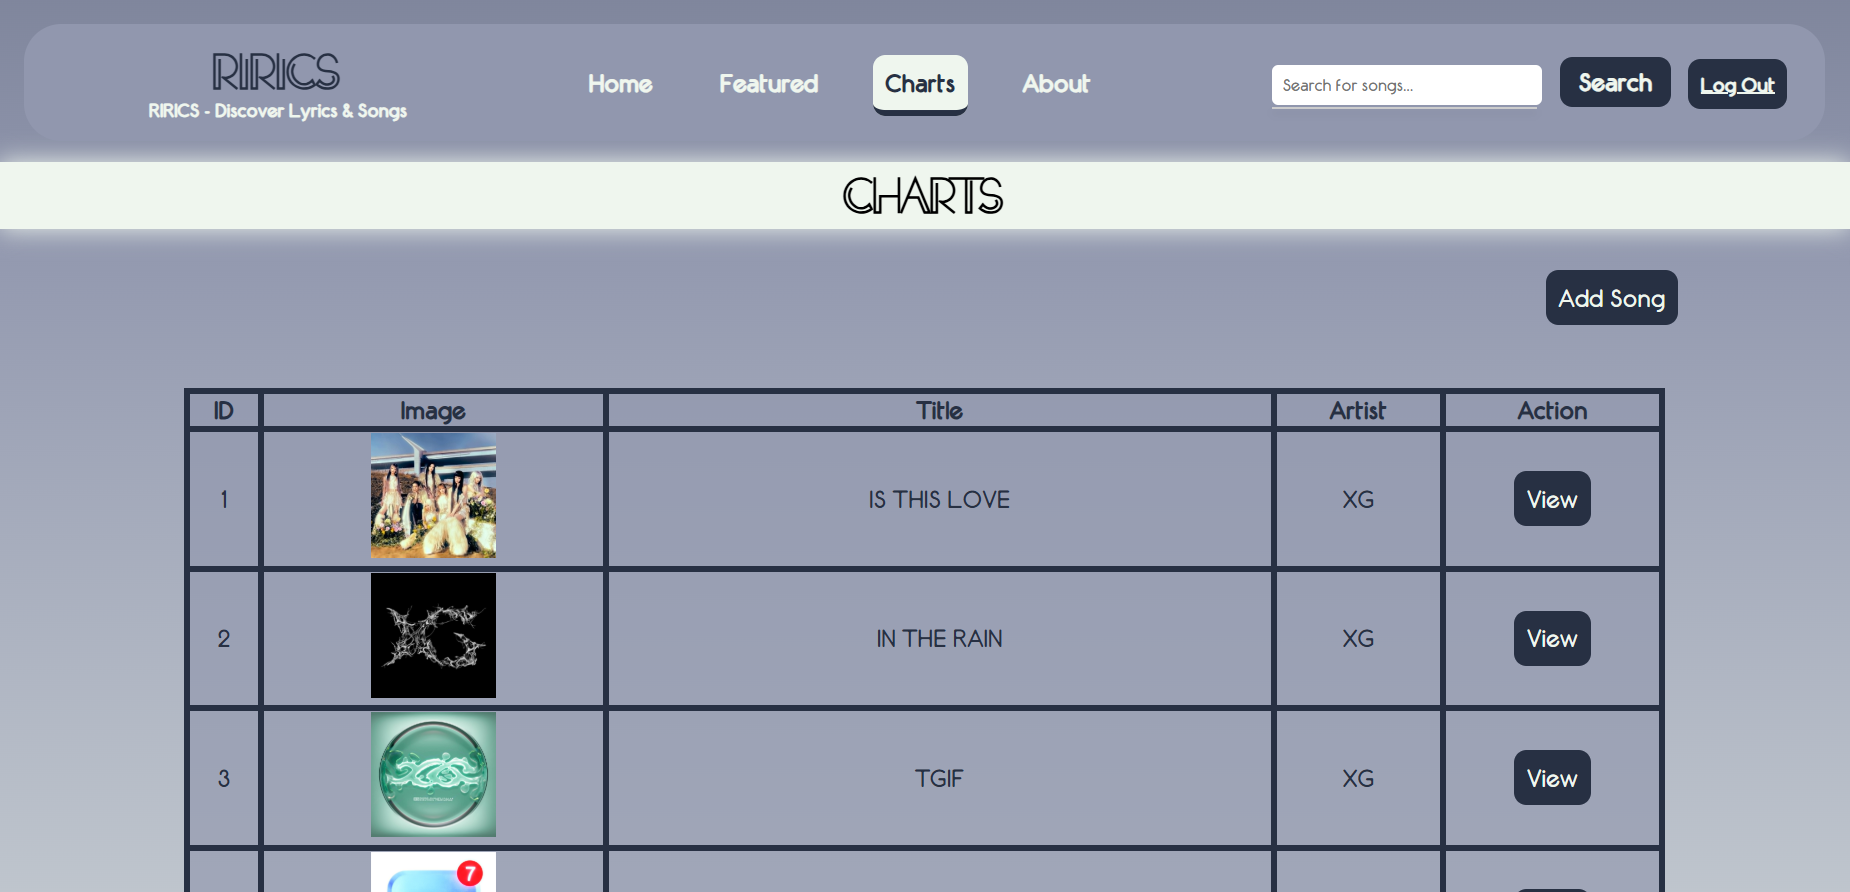 RIRICS
RIRICS - Discover Lyrics & Songs
Home Featured Charts About
Search for songs...
Search
Log Out
CHARTS
Add Song
ID Image Title Artist Action
1 IS THIS LOVE XG View
XG
2 IN THE RAIN XG View
3 TGIF XG View
7